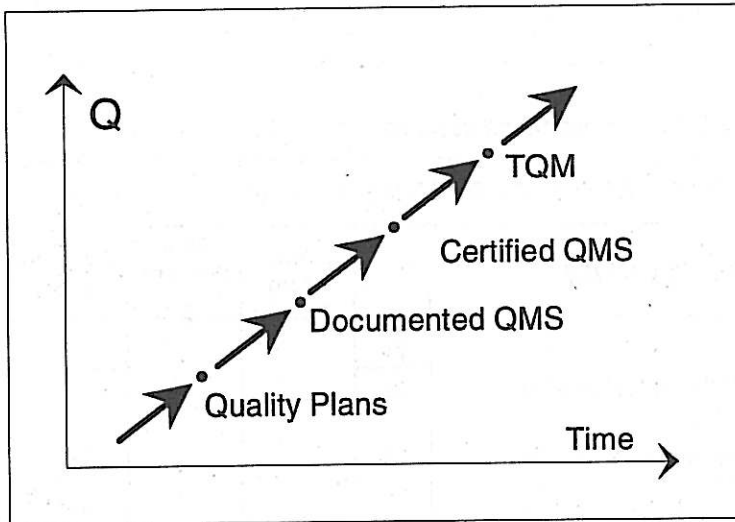 Q
TQM
Certified QMS
Documented QMS
Quality Plans
Time